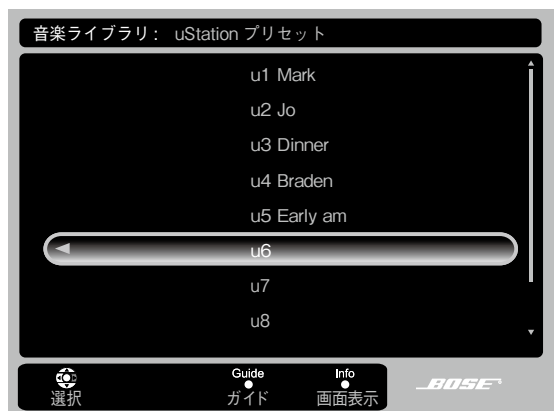 音楽ライブラリ： uStation プリセット
u1 Mark
u2 Jo
u3 Dinner
u4 Braden
u5 Early am
u6
u7
u8
選択
Guide
ガイド
Info
画面表示
BOSE